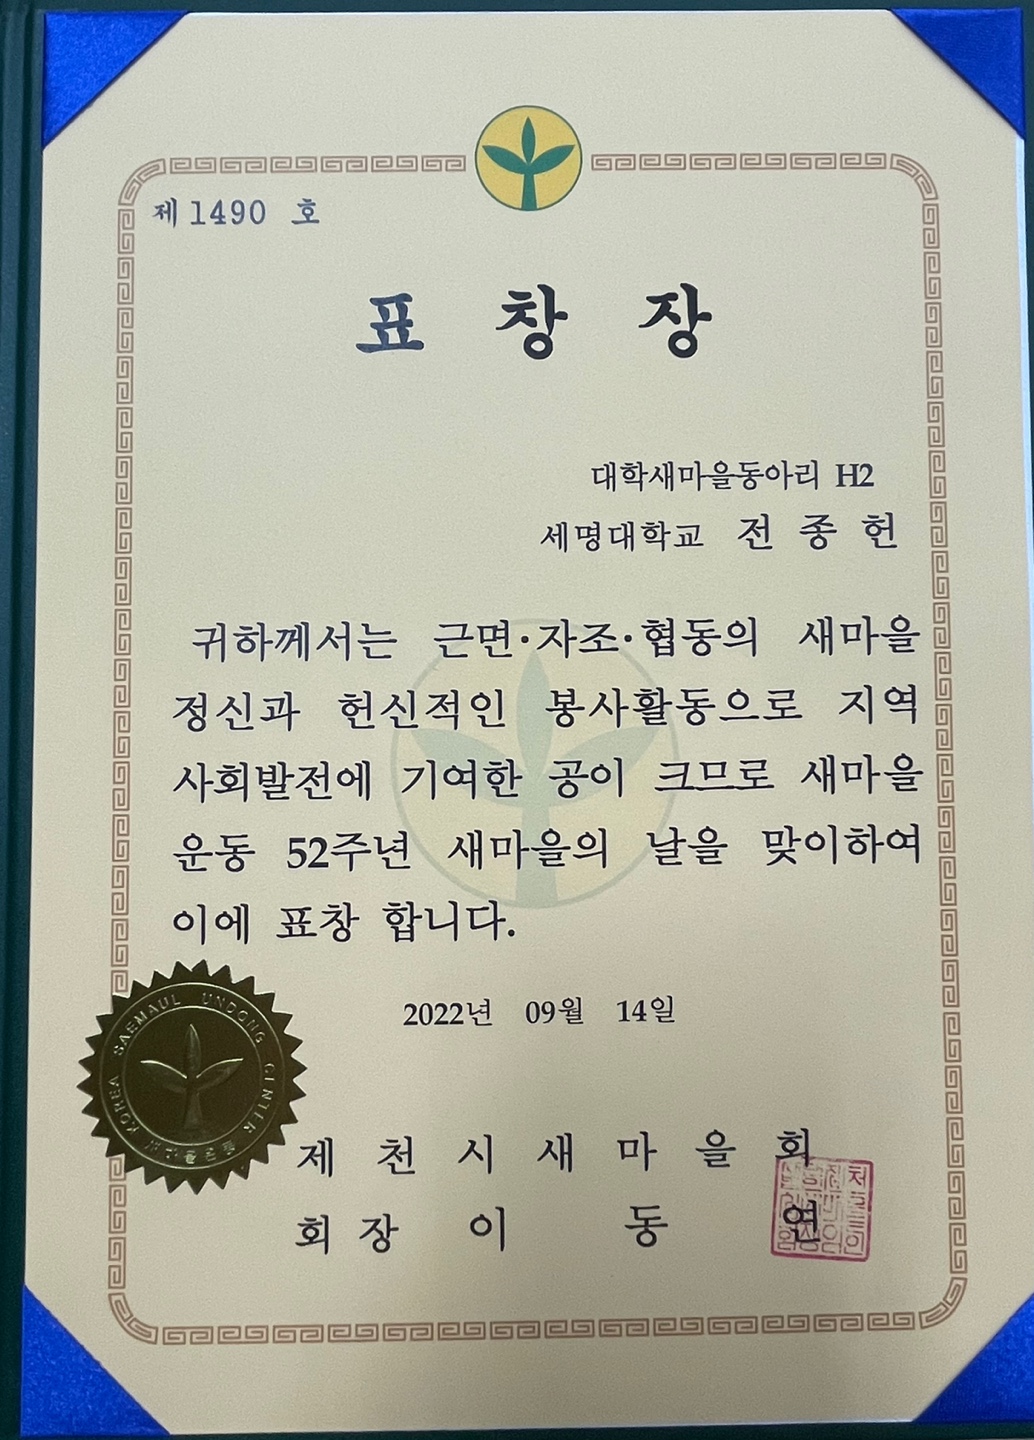 제 1490 호
표 창 장
대학새마을동아리 H2
세명대학교 전 종 헌
귀하께서는 근면·자조·협동의 새마을
정신과 헌신적인 봉사활동으로 지역
사회발전에 기여한 공이 크므로 새마을
운동 52주년 새마을의 날을 맞이하여
이에 표창 합니다.
2022년 09월 14일
KOREA SAEMAUL UNDONG CENTER
제 천 시 새 마 을 회
회 장 이 동 연